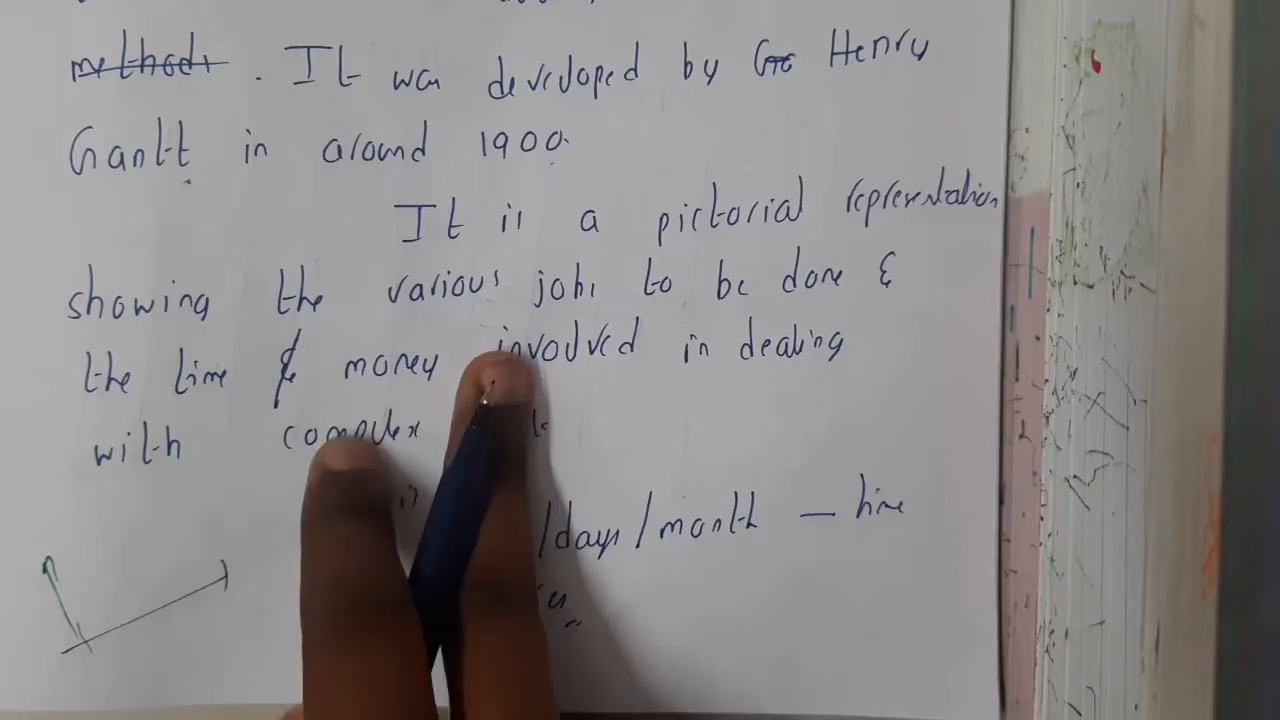 methods . It was developed by Henry
Gantt in around 1900.
It is a pictorial representation
showing the various jobs to be done &
the time & money involved in dealing
with complex
/days/month — time